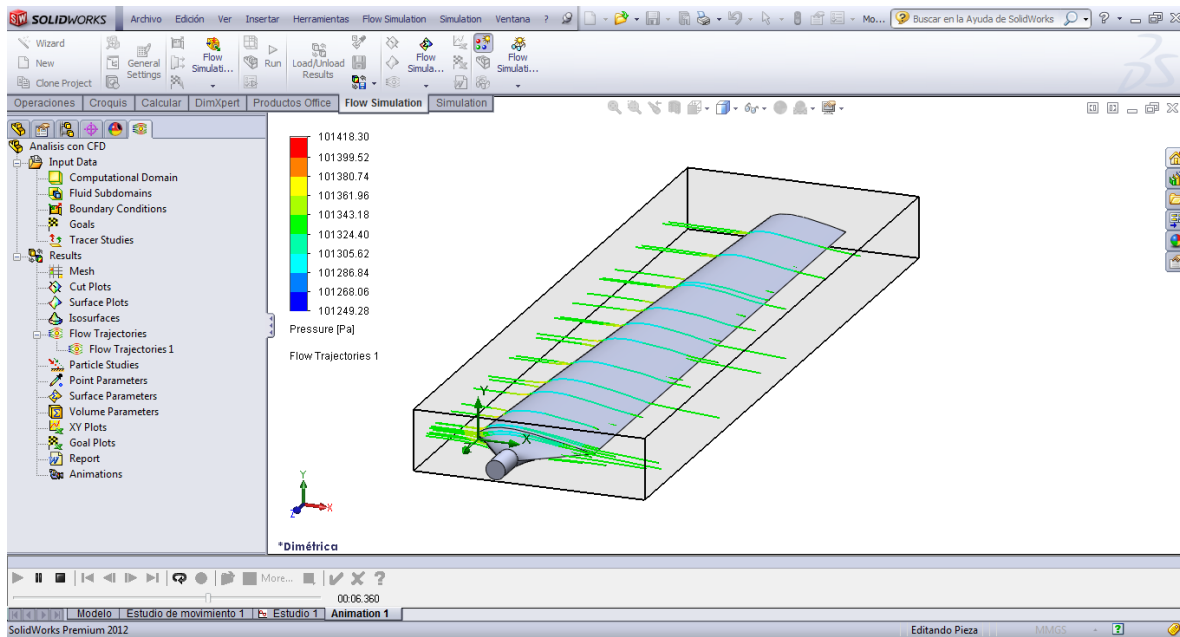 SOLIDWORKS Archivo Edición Ver Insertar Herramientas Flow Simulation Simulation Ventana ? Mo... Buscar en la Ayuda de SolidWorks ?
Wizard
New
Clone Project
General Settings
Flow Simulati...
Run
Load/Unload Results
Flow Simula...
Flow Simulati...
Operaciones Croquis Calcular DimXpert Productos Office Flow Simulation Simulation
Analisis con CFD
Input Data
Computational Domain
Fluid Subdomains
Boundary Conditions
Goals
Tracer Studies
Results
Mesh
Cut Plots
Surface Plots
Isosurfaces
Flow Trajectories
Flow Trajectories 1
Particle Studies
Point Parameters
Surface Parameters
Volume Parameters
XY Plots
Goal Plots
Report
Animations
101418.30
101399.52
101380.74
101361.96
101343.18
101324.40
101305.62
101286.84
101268.06
101249.28
Pressure [Pa]
Flow Trajectories 1
Y
X
Y
X
Z
*Dimétrica
More...
?
00:06.360
Modelo Estudio de movimiento 1 Estudio 1 Animation 1
SolidWorks Premium 2012 Editando Pieza MMGS - ?